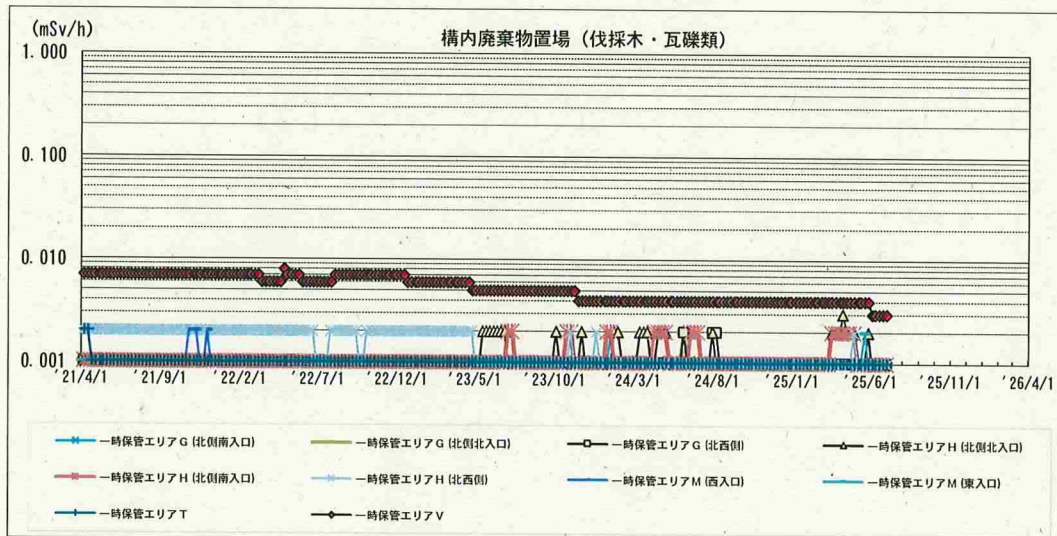 (mSv/h)
構内廃棄物置場（伐採木・瓦礫類）
1.000
0.100
0.010
0.001
'21/4/1 '21/9/1 '22/2/1 '22/7/1 '22/12/1 '23/5/1 '23/10/1 '24/3/1 '24/8/1 '25/1/1 '25/6/1 '25/11/1 '26/4/1
一時保管エリアG(北側南入口) 一時保管エリアG(北側北入口) 一時保管エリアG(北西側) 一時保管エリアH(北側北入口)
一時保管エリアH(北側南入口) 一時保管エリアH(北西側) 一時保管エリアM(西入口) 一時保管エリアM(東入口)
一時保管エリアT 一時保管エリアV